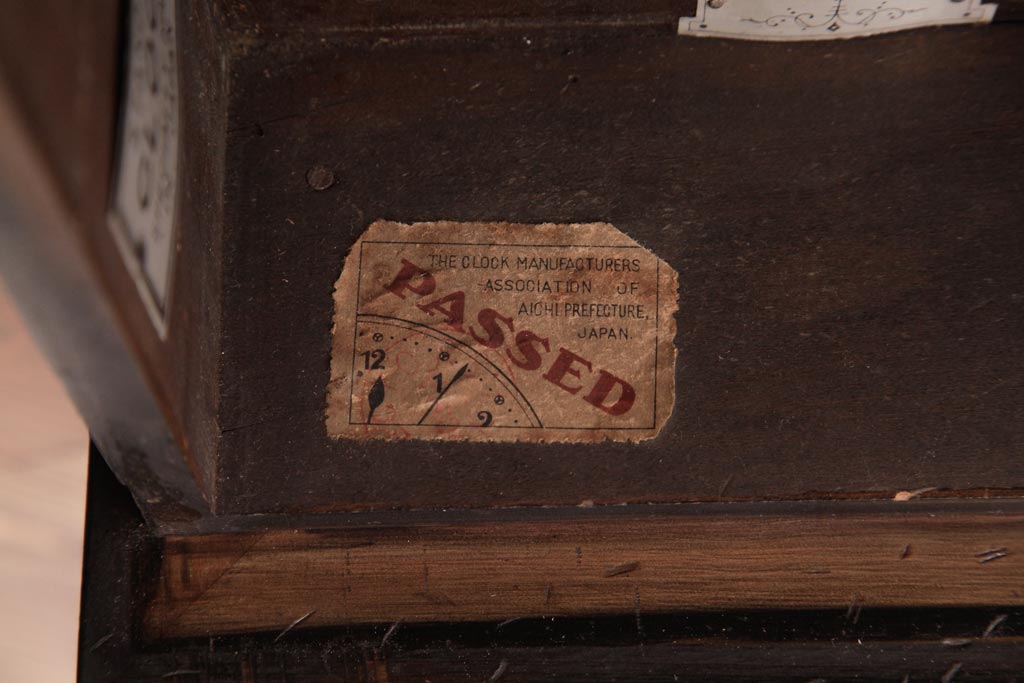 THE CLOCK MANUFACTURERS
ASSOCIATION OF
AICHI PREFECTURE,
JAPAN.
PASSED
12
1
2